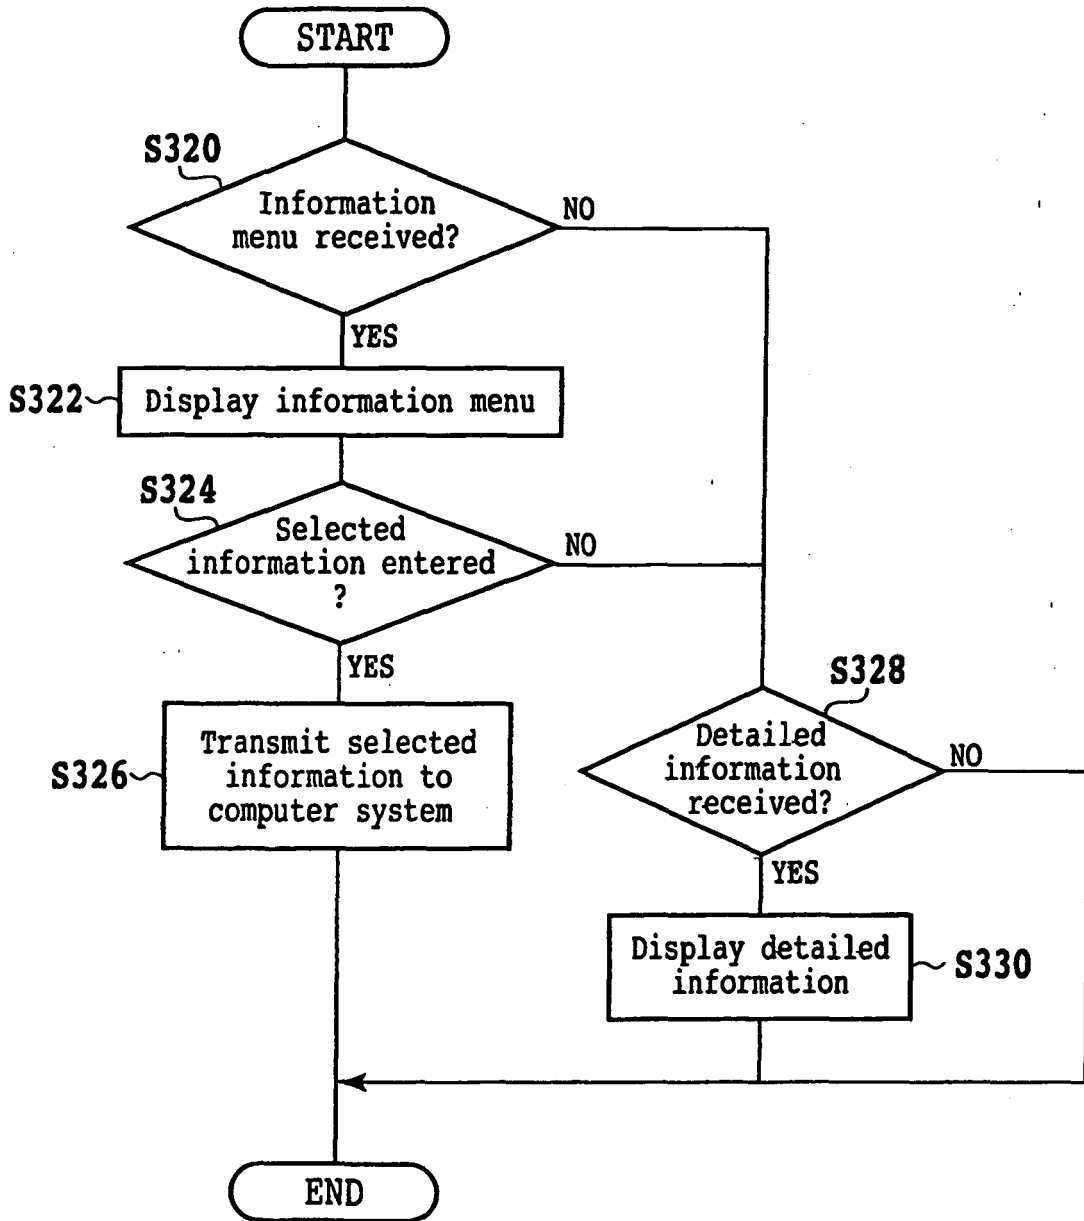 START
S320
Information
menu received?
NO
YES
S322
Display information menu
S324
Selected
information entered
?
NO
YES
S326
Transmit selected
information to
computer system
S328
Detailed
information
received?
NO
YES
Display detailed
information
S330
END